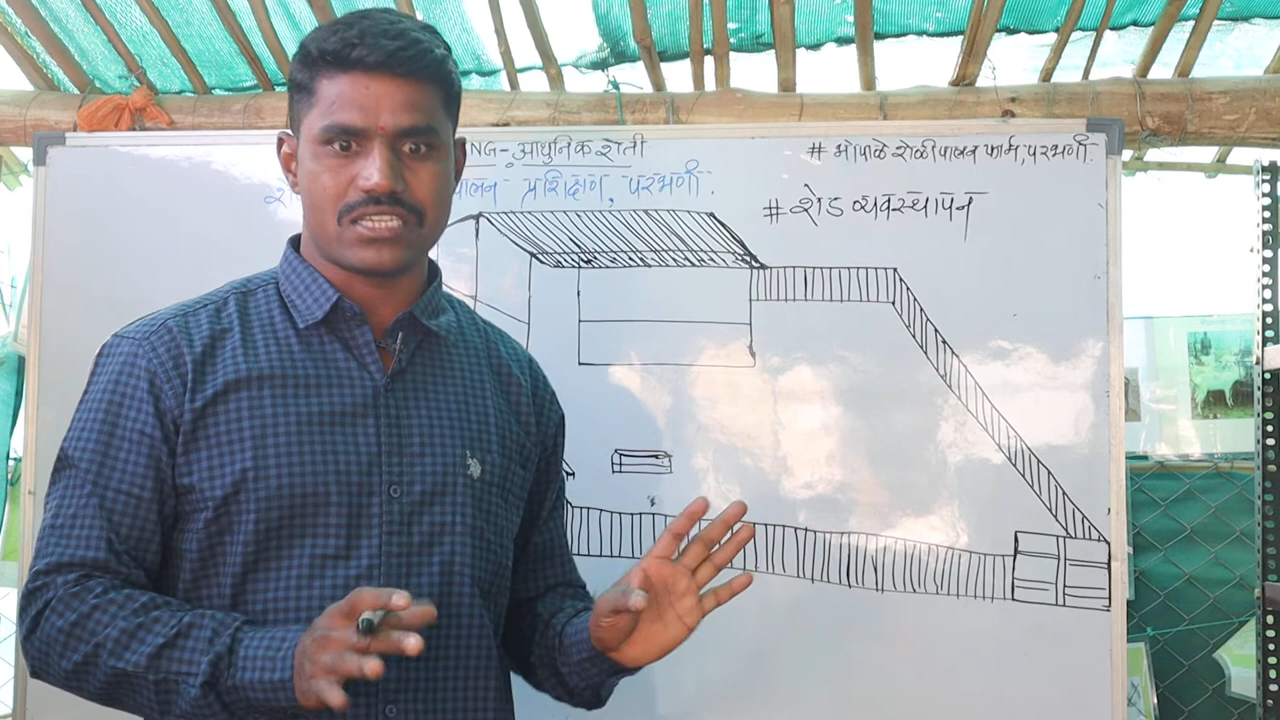 NG-आधुनिक शेती
# भोपाळे शेळीपालन फार्म, परभणी.
पालन प्रशिक्षण, परभणी.
# शेड व्यवस्थापन